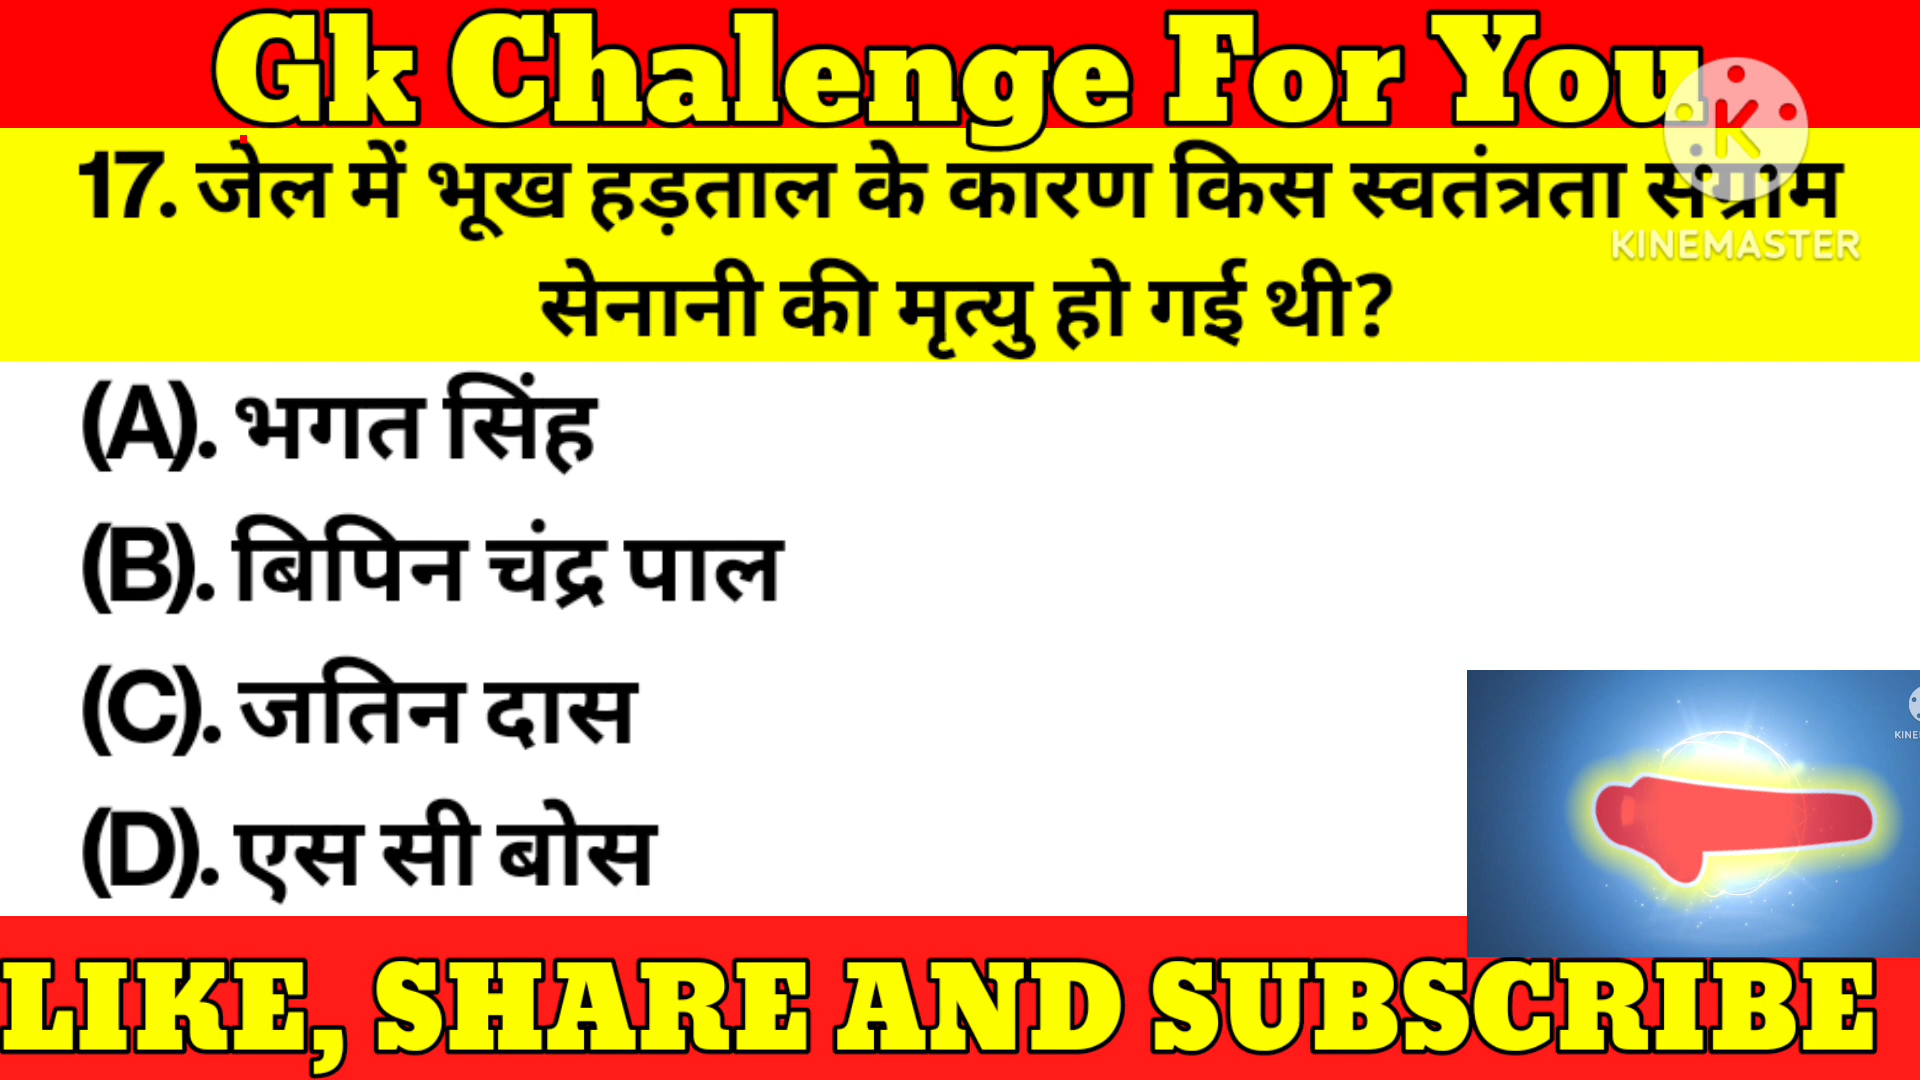 Gk Chalenge For You
17. जेल में भूख हड़ताल के कारण किस स्वतंत्रता संग्राम
KINEMASTER
सेनानी की मृत्यु हो गई थी?
(A). भगत सिंह
(B). बिपिन चंद्र पाल
(C). जतिन दास
(D). एस सी बोस
LIKE, SHARE AND SUBSCRIBE